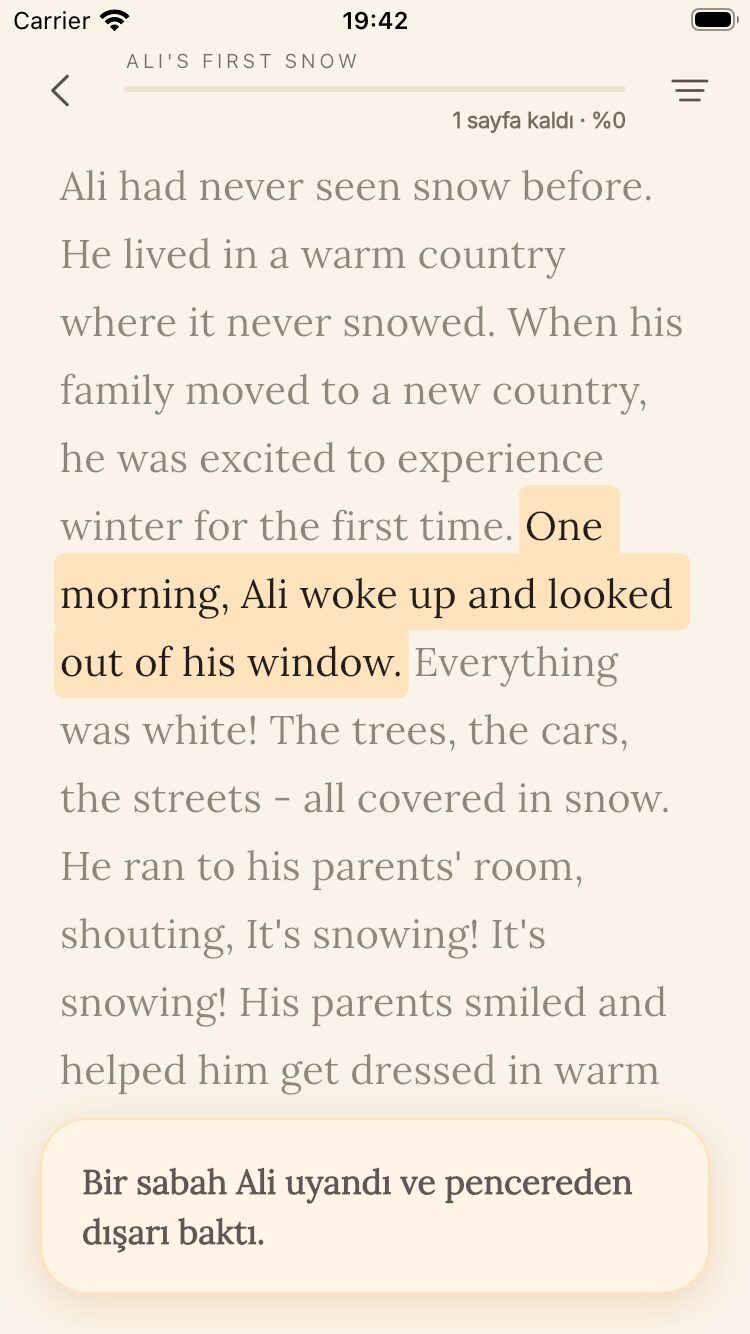 Carrier
19:42
ALI'S FIRST SNOW
1 sayfa kaldı · %0
Ali had never seen snow before.
He lived in a warm country
where it never snowed. When his
family moved to a new country,
he was excited to experience
winter for the first time. One
morning, Ali woke up and looked
out of his window. Everything
was white! The trees, the cars,
the streets - all covered in snow.
He ran to his parents' room,
shouting, It's snowing! It's
snowing! His parents smiled and
helped him get dressed in warm
Bir sabah Ali uyandı ve pencereden
dışarı baktı.